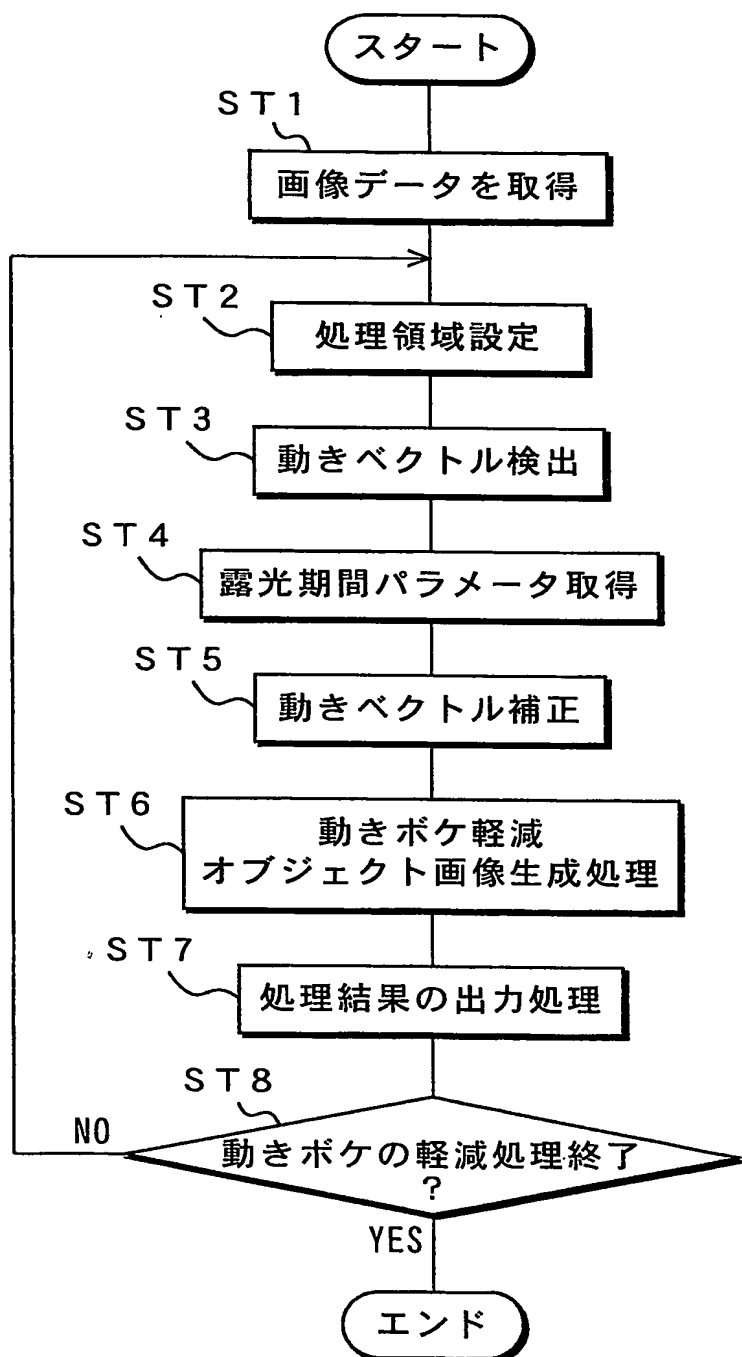 スタート
ST1
画像データを取得
ST2
処理領域設定
ST3
動きベクトル検出
ST4
露光期間パラメータ取得
ST5
動きベクトル補正
ST6
動きボケ軽減
オブジェクト画像生成処理
ST7
処理結果の出力処理
ST8
動きボケの軽減処理終了
?
NO
YES
エンド